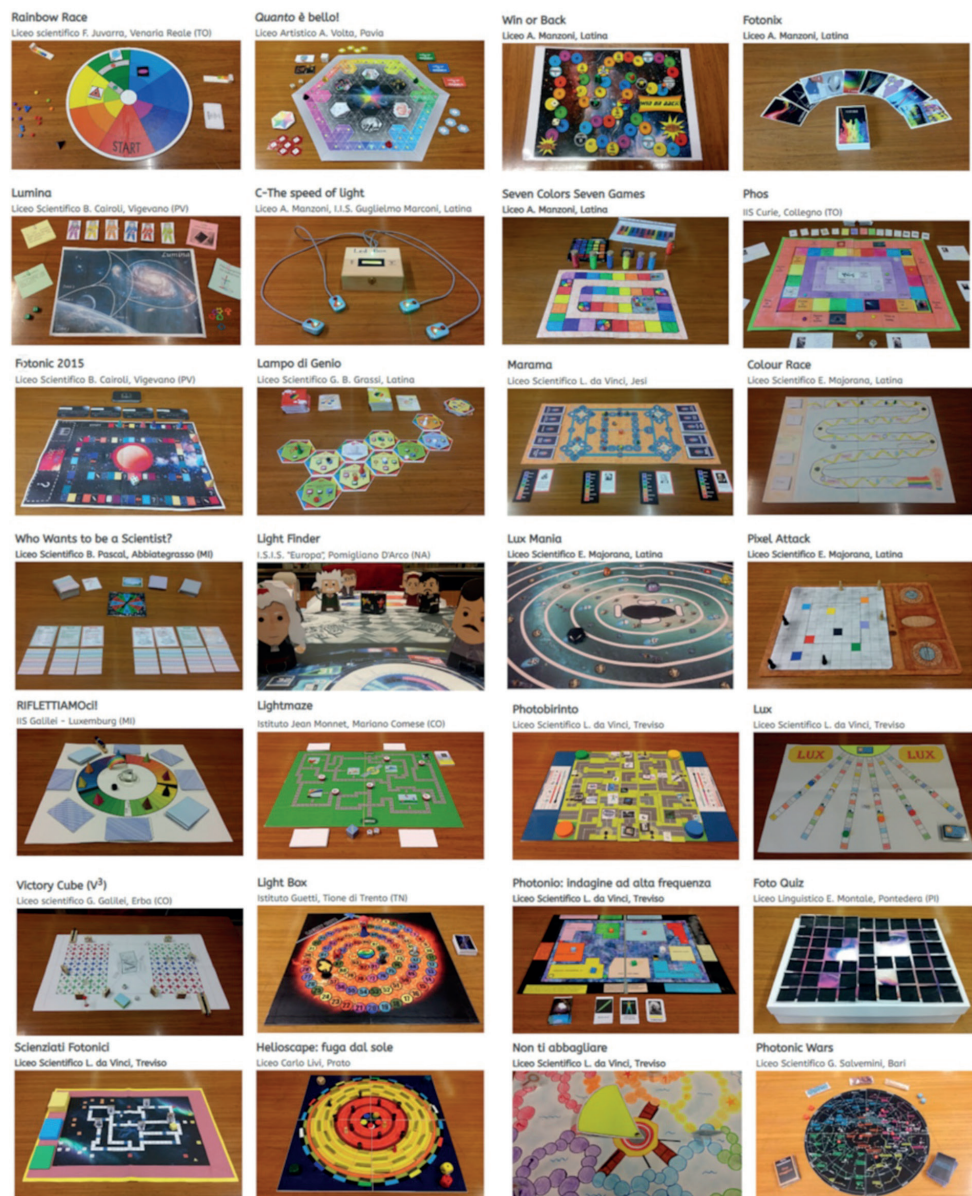 Rainbow Race
Liceo scientifico F. Juvarra, Venaria Reale (TO)
START
Quanto è bello!
Liceo Artistico A. Volta, Pavia
Win or Back
Liceo A. Manzoni, Latina
WIN OR BACK
Fotonix
Liceo A. Manzoni, Latina
Lumina
Liceo Scientifico B. Cairoli, Vigevano (PV)
Lumina
C-The speed of light
Liceo A. Manzoni, I.I.S. Guglielmo Marconi, Latina
Seven Colors Seven Games
Liceo A. Manzoni, Latina
Phos
IIS Curie, Collegno (TO)
Fotonic 2015
Liceo Scientifico B. Cairoli, Vigevano (PV)
Lampo di Genio
Liceo Scientifico G. B. Grassi, Latina
Marama
Liceo Scientifico L. da Vinci, Jesi
Colour Race
Liceo Scientifico E. Majorana, Latina
Who Wants to be a Scientist?
Liceo Scientifico B. Pascal, Abbiategrasso (MI)
Light Finder
I.S.I.S. "Europa", Pomigliano D'Arco (NA)
Lux Mania
Liceo Scientifico E. Majorana, Latina
Pixel Attack
Liceo Scientifico E. Majorana, Latina
RIFLETTIAMOci!
IIS Galilei - Luxemburg (MI)
Lightmaze
Istituto Jean Monnet, Mariano Comese (CO)
Photobirinto
Liceo Scientifico L. da Vinci, Treviso
Lux
Liceo Scientifico L. da Vinci, Treviso
LUX
LUX
Victory Cube (V³)
Liceo scientifico G. Galilei, Erba (CO)
Light Box
Istituto Guetti, Tione di Trento (TN)
Photonio: indagine ad alta frequenza
Liceo Scientifico L. da Vinci, Treviso
Foto Quiz
Liceo Linguistico E. Montale, Pontedera (PI)
Scienziati Fotonici
Liceo Scientifico L. da Vinci, Treviso
Helioscape: fuga dal sole
Liceo Carlo Livi, Prato
Non ti abbagliare
Liceo Scientifico L. da Vinci, Treviso
Photonic Wars
Liceo Scientifico G. Salvemini, Bari